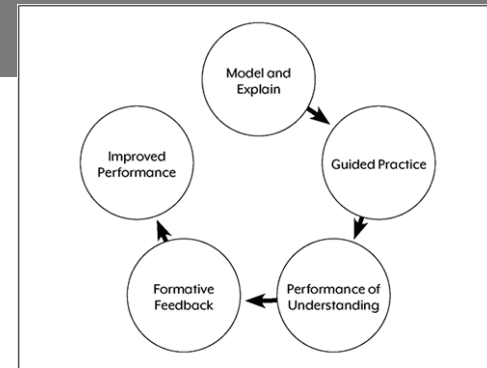 Model and
Explain
Guided Practice
Performance of
Understanding
Formative
Feedback
Improved
Performance